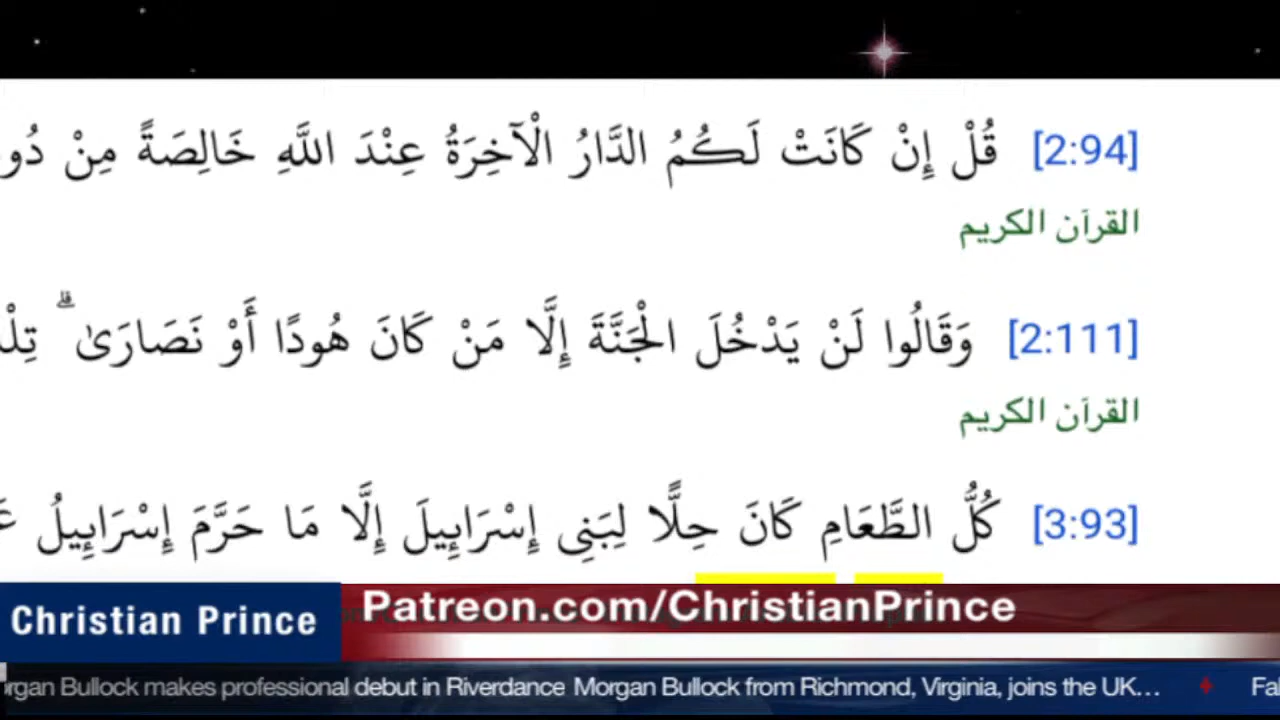 [2:94] قُلْ إِنْ كَانَتْ لَكُمُ الدَّارُ الْآخِرَةُ عِنْدَ اللَّهِ خَالِصَةً مِنْ دُو
القرآن الكريم
[2:111] وَقَالُوا لَنْ يَدْخُلَ الْجَنَّةَ إِلَّا مَنْ كَانَ هُودًا أَوْ نَصَارَىٰ ۗ تِلْ
القرآن الكريم
[3:93] كُلُّ الطَّعَامِ كَانَ حِلًّا لِبَنِي إِسْرَائِيلَ إِلَّا مَا حَرَّمَ إِسْرَائِيلُ عَ
Patreon.com/ChristianPrince
Christian Prince
rgan Bullock makes professional debut in Riverdance Morgan Bullock from Richmond, Virginia, joins the UK… Fal